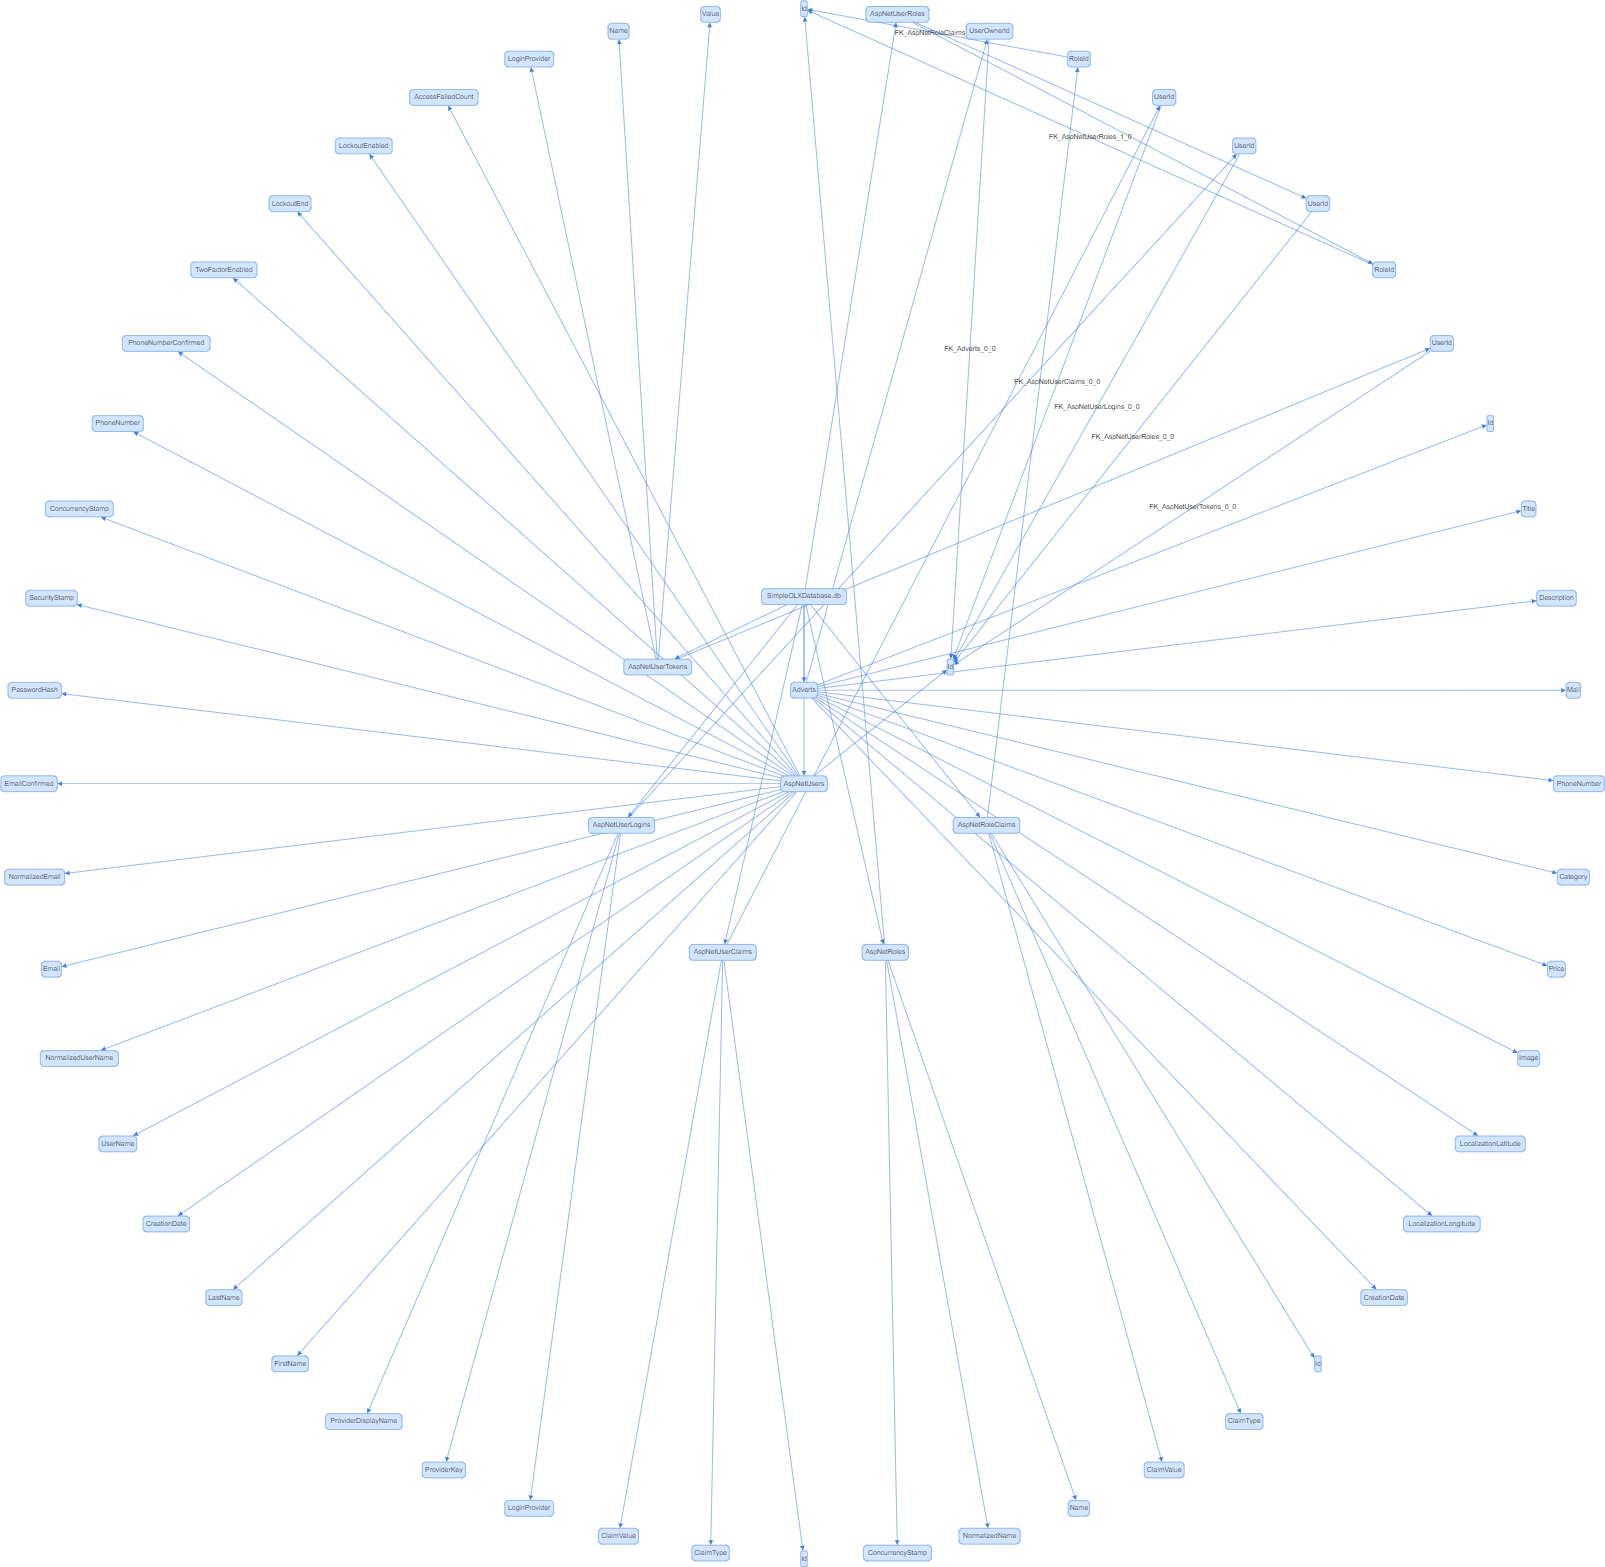 Id
AspNetUserRoles
Value
UserOwnerId
Name
FK_AspNetRoleClaims
LoginProvider
RoleId
AccessFailedCount
UserId
FK_AspNetUserRoles_1_0
LockoutEnabled
UserId
LockoutEnd
UserId
TwoFactorEnabled
RoleId
PhoneNumberConfirmed
UserId
FK_Adverts_0_0
FK_AspNetUserClaims_0_0
FK_AspNetUserLogins_0_0
PhoneNumber
Id
FK_AspNetUserRoles_0_0
ConcurrencyStamp
FK_AspNetUserTokens_0_0
Title
SecurityStamp
SimpleOLXDatabase.db
Description
AspNetUserTokens
Id
PasswordHash
Adverts
Mail
EmailConfirmed
AspNetUsers
PhoneNumber
AspNetUserLogins
AspNetRoleClaims
NormalizedEmail
Category
AspNetUserClaims
AspNetRoles
Email
Price
NormalizedUserName
Image
UserName
LocalizationLatitude
CreationDate
LocalizationLongitude
LastName
CreationDate
FirstName
Id
ProviderDisplayName
ClaimType
ProviderKey
ClaimValue
LoginProvider
Name
ClaimValue
NormalizedName
ClaimType
ConcurrencyStamp
Id